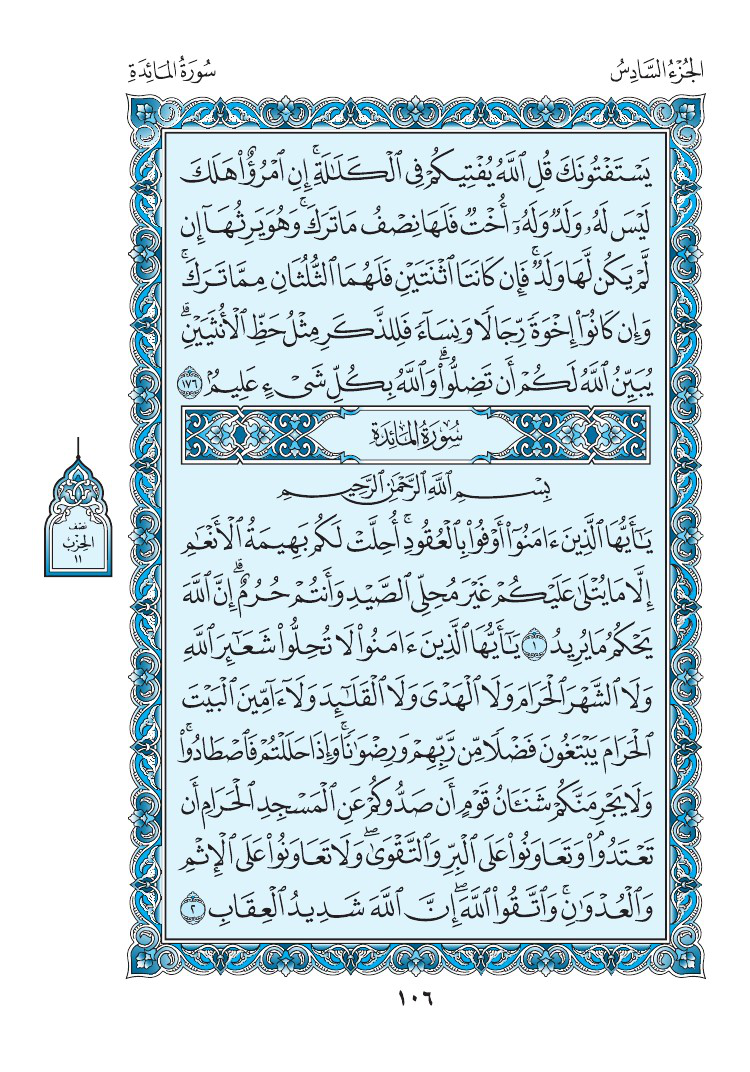 الجُزْءُ السَّادِسُ
سُورَةُ المَائِدَةِ
يَسۡتَفۡتُونَكَ قُلِ ٱللَّهُ يُفۡتِيكُمۡ فِي ٱلۡكَلَٰلَةِۚ إِنِ ٱمۡرُؤٌاْ هَلَكَ
لَيۡسَ لَهُۥ وَلَدٞ وَلَهُۥٓ أُخۡتٞ فَلَهَا نِصۡفُ مَا تَرَكَۚ وَهُوَ يَرِثُهَآ إِن
لَّمۡ يَكُن لَّهَا وَلَدٞۚ فَإِن كَانَتَا ٱثۡنَتَيۡنِ فَلَهُمَا ٱلثُّلُثَانِ مِمَّا تَرَكَۚ
وَإِن كَانُوٓاْ إِخۡوَةٗ رِّجَالٗا وَنِسَآءٗ فَلِلذَّكَرِ مِثۡلُ حَظِّ ٱلۡأُنثَيَيۡنِۗ
يُبَيِّنُ ٱللَّهُ لَكُمۡ أَن تَضِلُّواْۗ وَٱللَّهُ بِكُلِّ شَيۡءٍ عَلِيمُۢ ١٧٦
سُورَةُ المَائِدَةِ
بِسۡمِ ٱللَّهِ ٱلرَّحۡمَٰنِ ٱلرَّحِيمِ
يَٰٓأَيُّهَا ٱلَّذِينَ ءَامَنُوٓاْ أَوۡفُواْ بِٱلۡعُقُودِۚ أُحِلَّتۡ لَكُم بَهِيمَةُ ٱلۡأَنۡعَٰمِ
إِلَّا مَا يُتۡلَىٰ عَلَيۡكُمۡ غَيۡرَ مُحِلِّي ٱلصَّيۡدِ وَأَنتُمۡ حُرُمٌۗ إِنَّ ٱللَّهَ
يَحۡكُمُ مَا يُرِيدُ ١ يَٰٓأَيُّهَا ٱلَّذِينَ ءَامَنُواْ لَا تُحِلُّواْ شَعَٰٓئِرَ ٱللَّهِ
وَلَا ٱلشَّهۡرَ ٱلۡحَرَامَ وَلَا ٱلۡهَدۡيَ وَلَا ٱلۡقَلَٰٓئِدَ وَلَآ ءَآمِّينَ ٱلۡبَيۡتَ
ٱلۡحَرَامَ يَبۡتَغُونَ فَضۡلٗا مِّن رَّبِّهِمۡ وَرِضۡوَٰنٗاۚ وَإِذَا حَلَلۡتُمۡ فَٱصۡطَادُواْۚ
وَلَا يَجۡرِمَنَّكُمۡ شَنَـَٔانُ قَوۡمٍ أَن صَدُّوكُمۡ عَنِ ٱلۡمَسۡجِدِ ٱلۡحَرَامِ أَن
تَعۡتَدُواْۘ وَتَعَاوَنُواْ عَلَى ٱلۡبِرِّ وَٱلتَّقۡوَىٰۖ وَلَا تَعَاوَنُواْ عَلَى ٱلۡإِثۡمِ
وَٱلۡعُدۡوَٰنِۚ وَٱتَّقُواْ ٱللَّهَۖ إِنَّ ٱللَّهَ شَدِيدُ ٱلۡعِقَابِ ٢
نصف
الحِزْبِ
١١
١٠٦